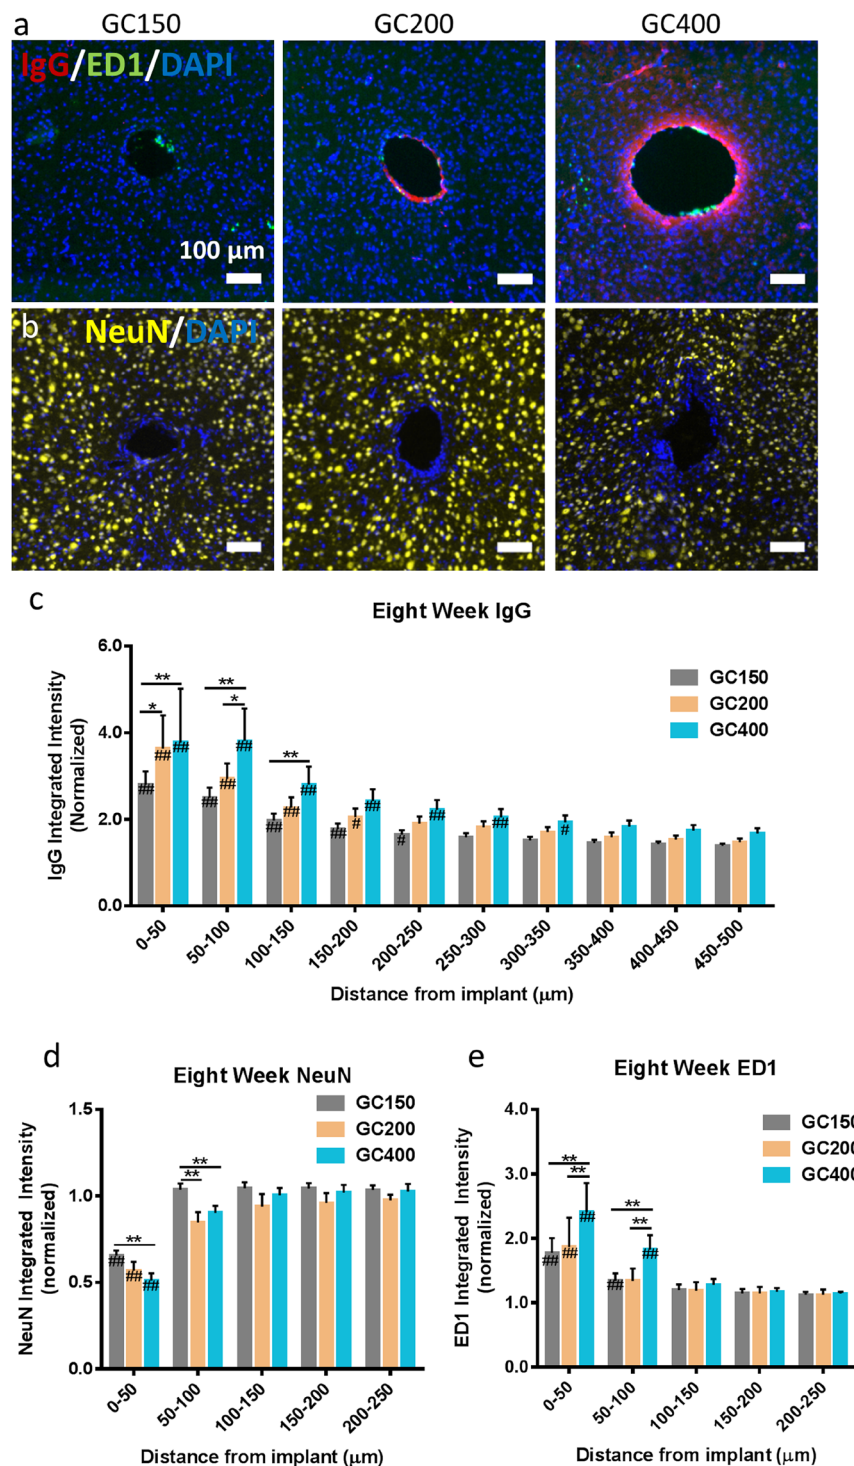 a
GC150
GC200
GC400
IgG/ED1/DAPI
100 µm
b
NeuN/DAPI
c
Eight Week IgG
IgG Integrated Intensity
(Normalized)
6.0
4.0
2.0
0.0
GC150
GC200
GC400
**
*
**
*
**
## ## ##
## ## ##
## ## ##
## # ##
# ##
##
#
0-50
50-100
100-150
150-200
200-250
250-300
300-350
350-400
400-450
450-500
Distance from implant (µm)
d
Eight Week NeuN
NeuN Integrated Intensity
(normalized)
1.5
1.0
0.5
0.0
GC150
GC200
GC400
**
**
**
## ## ##
0-50
50-100
100-150
150-200
200-250
Distance from implant (µm)
e
Eight Week ED1
ED1 Integrated Intensity
(normalized)
4.0
3.0
2.0
1.0
0.0
GC150
GC200
GC400
**
**
**
**
## ## ##
## ##
0-50
50-100
100-150
150-200
200-250
Distance from implant (µm)